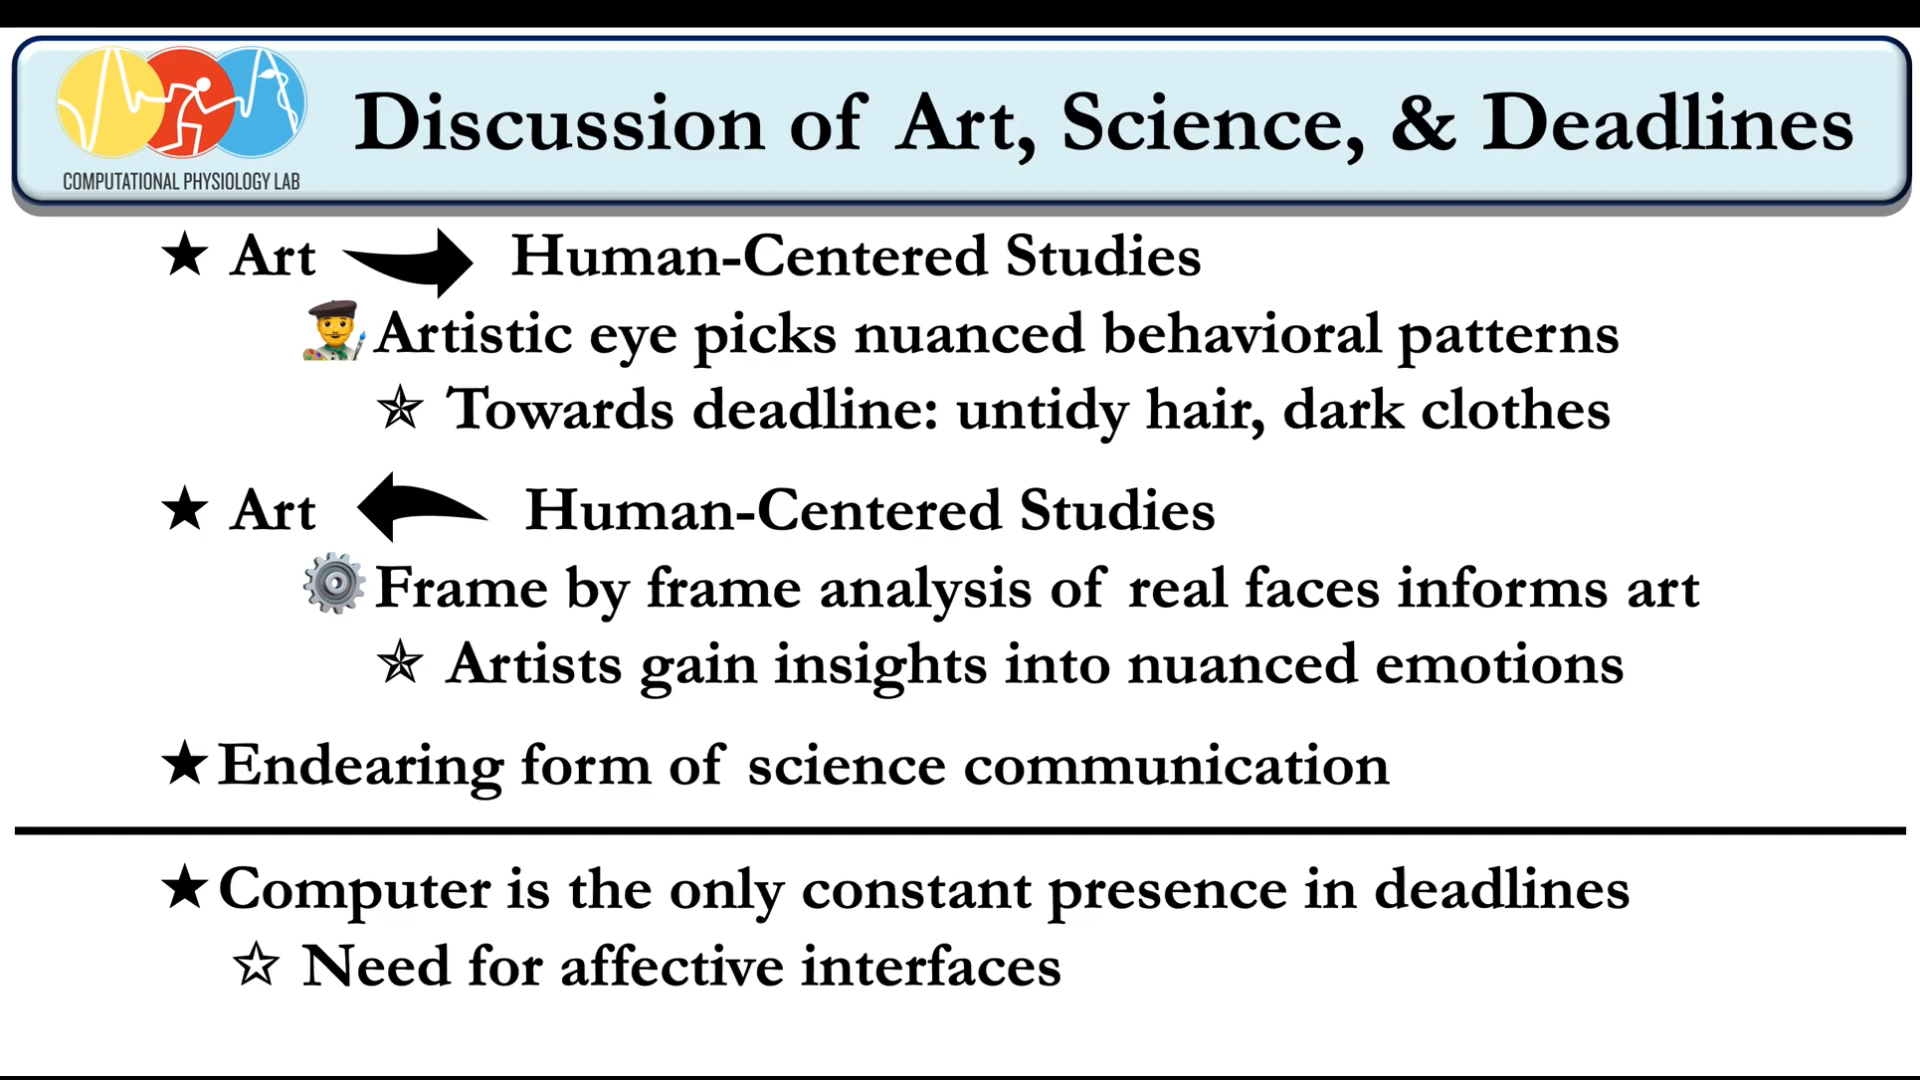 Discussion of Art, Science, & Deadlines
COMPUTATIONAL PHYSIOLOGY LAB
★ Art → Human-Centered Studies
Artistic eye picks nuanced behavioral patterns
Towards deadline: untidy hair, dark clothes
★ Art ← Human-Centered Studies
Frame by frame analysis of real faces informs art
Artists gain insights into nuanced emotions
★ Endearing form of science communication
★ Computer is the only constant presence in deadlines
☆ Need for affective interfaces